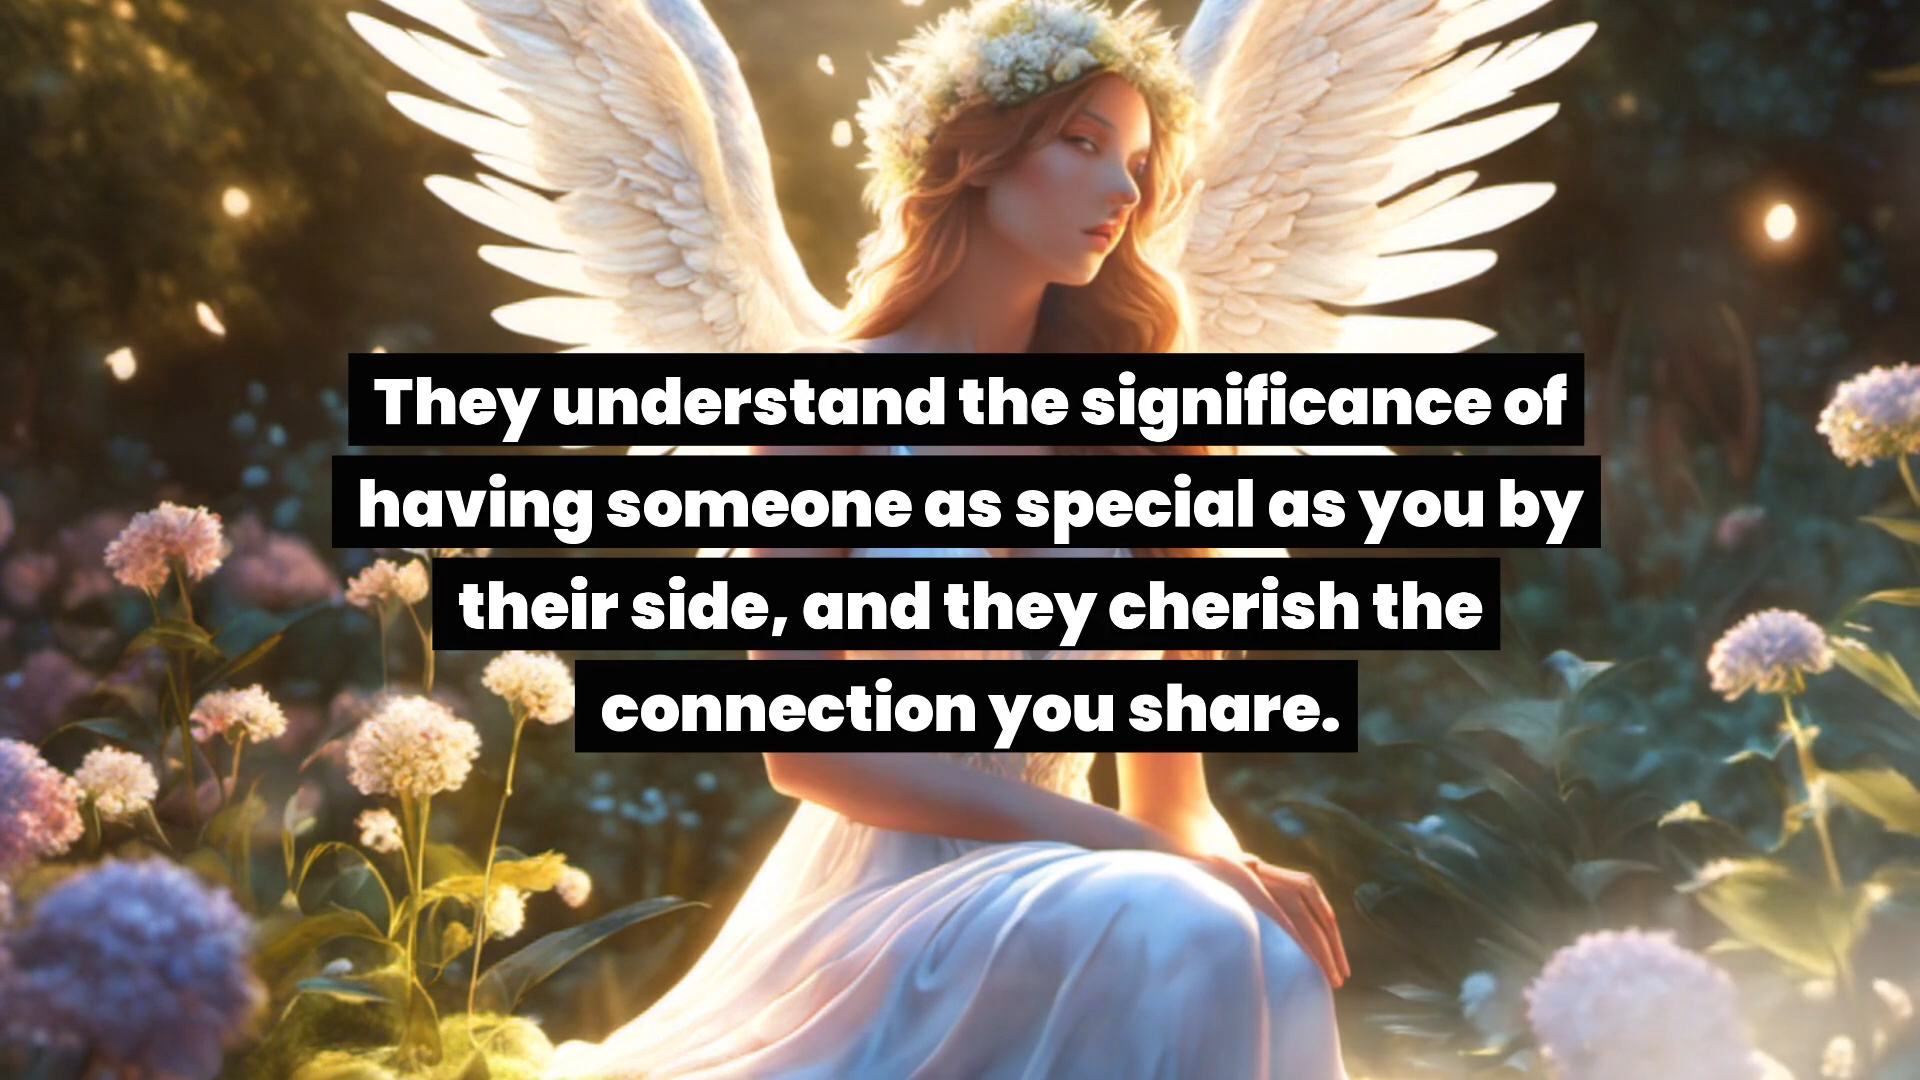 They understand the significance of
having someone as special as you by
their side, and they cherish the
connection you share.